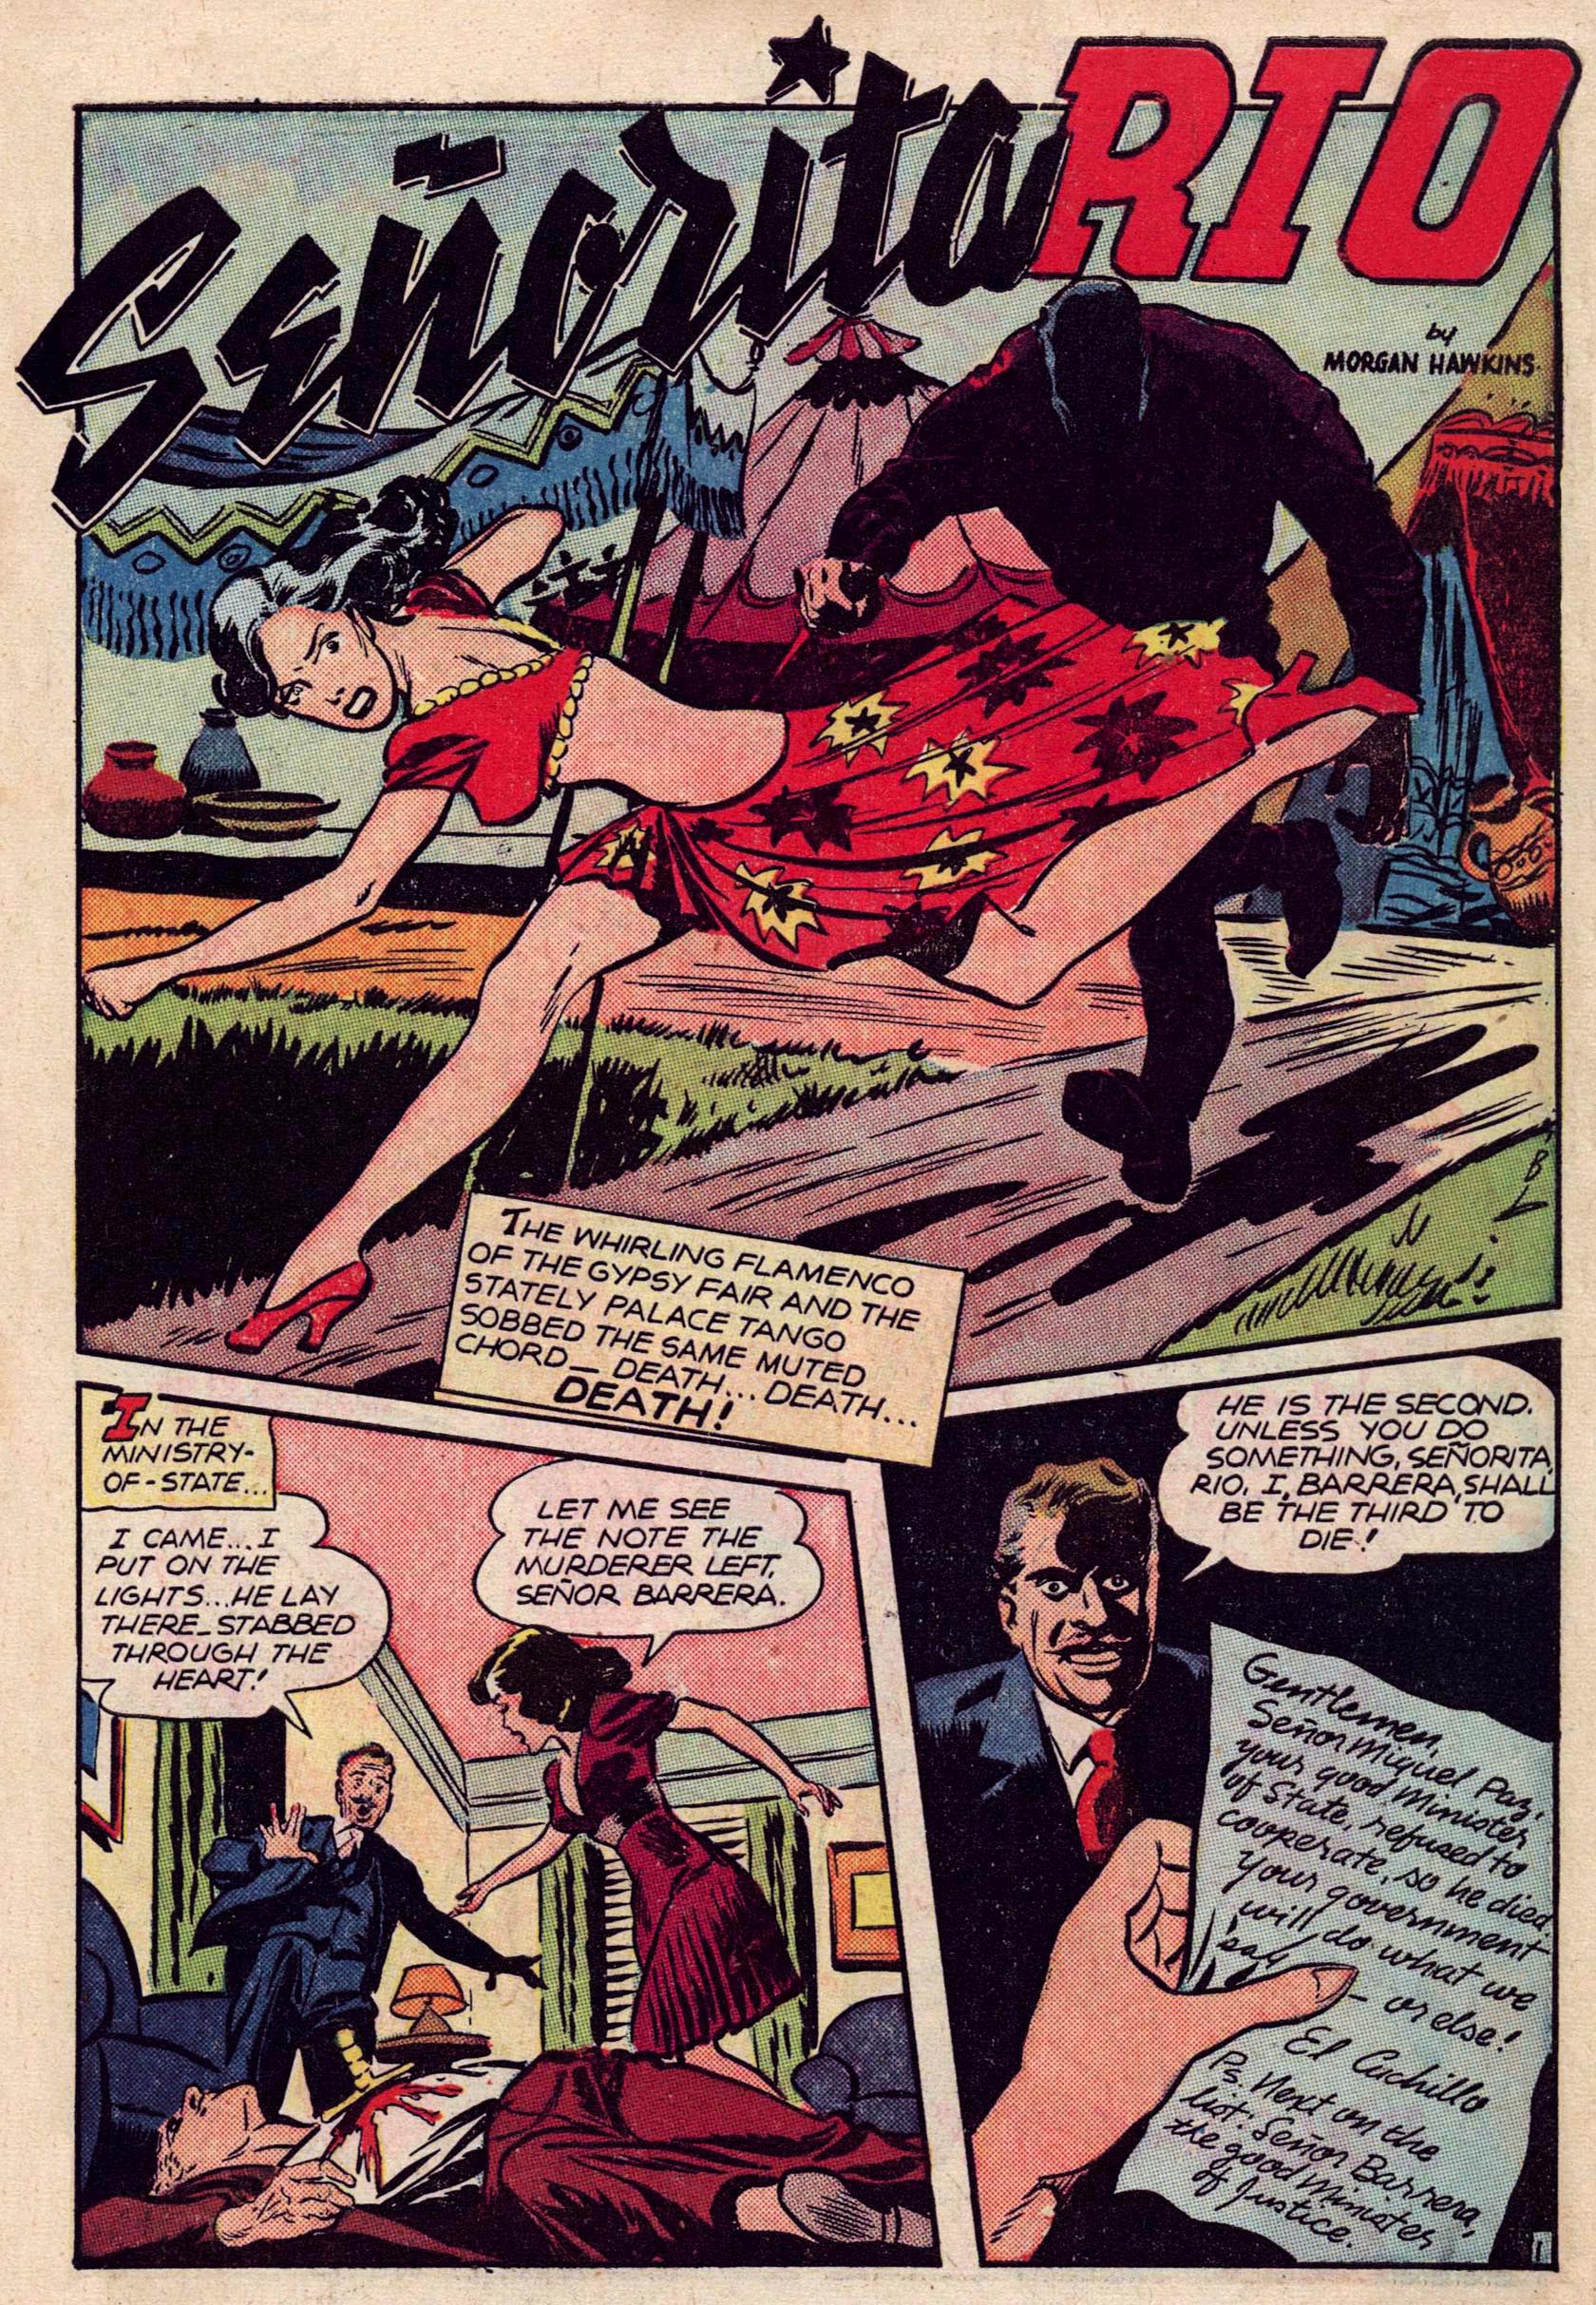 Señorita RIO
by
MORGAN HAWKINS
THE WHIRLING FLAMENCO
OF THE GYPSY FAIR AND THE
STATELY PALACE TANGO
SOBBED THE SAME MUTED
CHORD — DEATH... DEATH...
DEATH!
IN THE
MINISTRY-
OF-STATE...
I CAME... I
PUT ON THE
LIGHTS... HE LAY
THERE – STABBED
THROUGH THE
HEART!
LET ME SEE
THE NOTE THE
MURDERER LEFT,
SEÑOR BARRERA.
HE IS THE SECOND.
UNLESS YOU DO
SOMETHING, SEÑORITA
RIO. I, BARRERA, SHALL
BE THE THIRD TO
DIE!
Gentlemen,
Señor Miquel Paz,
your good Minister
of State, refused to
cooperate, so he died.
Your government
will do what we
say — or else!
El Cuchillo
Ps. Next on the
list: Señor Barrera,
the good Minister
of Justice.
1